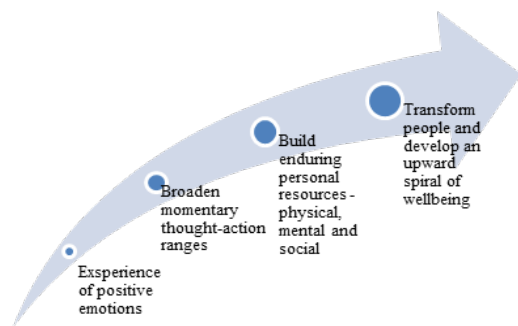 Exsperience
of positive
emotions
Broaden
momentary
thought-action
ranges
Build
enduring
personal
resources -
physical,
mental and
social
Transform
people and
develop an
upward
spiral of
wellbeing